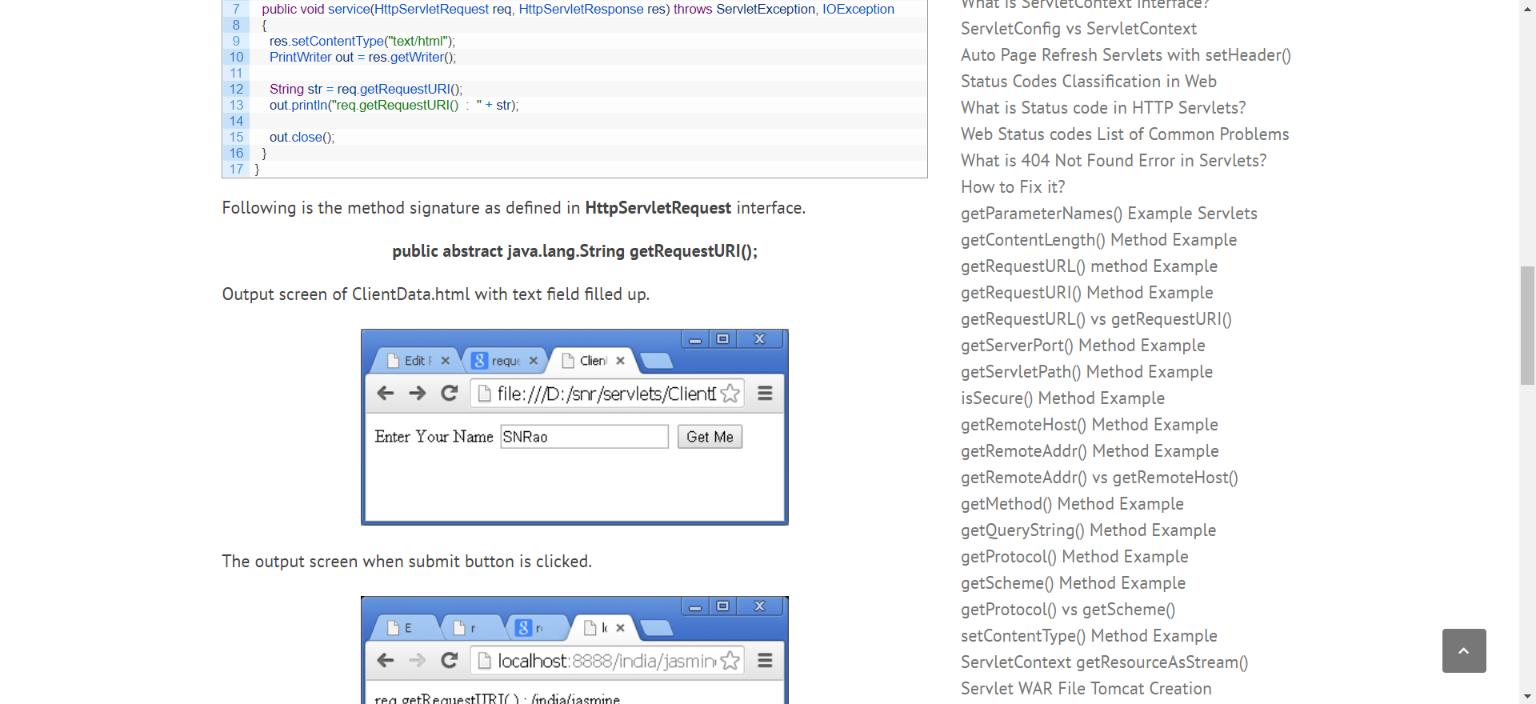 7 public void service(HttpServletRequest req, HttpServletResponse res) throws ServletException, IOException
8 {
9 res.setContentType("text/html");
10 PrintWriter out = res.getWriter();
11
12 String str = req.getRequestURI();
13 out.println("req.getRequestURI() : " + str);
14
15 out.close();
16 }
17 }
Following is the method signature as defined in HttpServletRequest interface.
public abstract java.lang.String getRequestURI();
Output screen of ClientData.html with text field filled up.
Edit
reque
Clien
file:///D:/snr/servlets/Client
Enter Your Name SNRao Get Me
The output screen when submit button is clicked.
E
r
localhost:8888/india/jasmin
req.getRequestURI( ) : /india/jasmine
What is ServletContext interface?
ServletConfig vs ServletContext
Auto Page Refresh Servlets with setHeader()
Status Codes Classification in Web
What is Status code in HTTP Servlets?
Web Status codes List of Common Problems
What is 404 Not Found Error in Servlets?
How to Fix it?
getParameterNames() Example Servlets
getContentLength() Method Example
getRequestURL() method Example
getRequestURI() Method Example
getRequestURL() vs getRequestURI()
getServerPort() Method Example
getServletPath() Method Example
isSecure() Method Example
getRemoteHost() Method Example
getRemoteAddr() Method Example
getRemoteAddr() vs getRemoteHost()
getMethod() Method Example
getQueryString() Method Example
getProtocol() Method Example
getScheme() Method Example
getProtocol() vs getScheme()
setContentType() Method Example
ServletContext getResourceAsStream()
Servlet WAR File Tomcat Creation